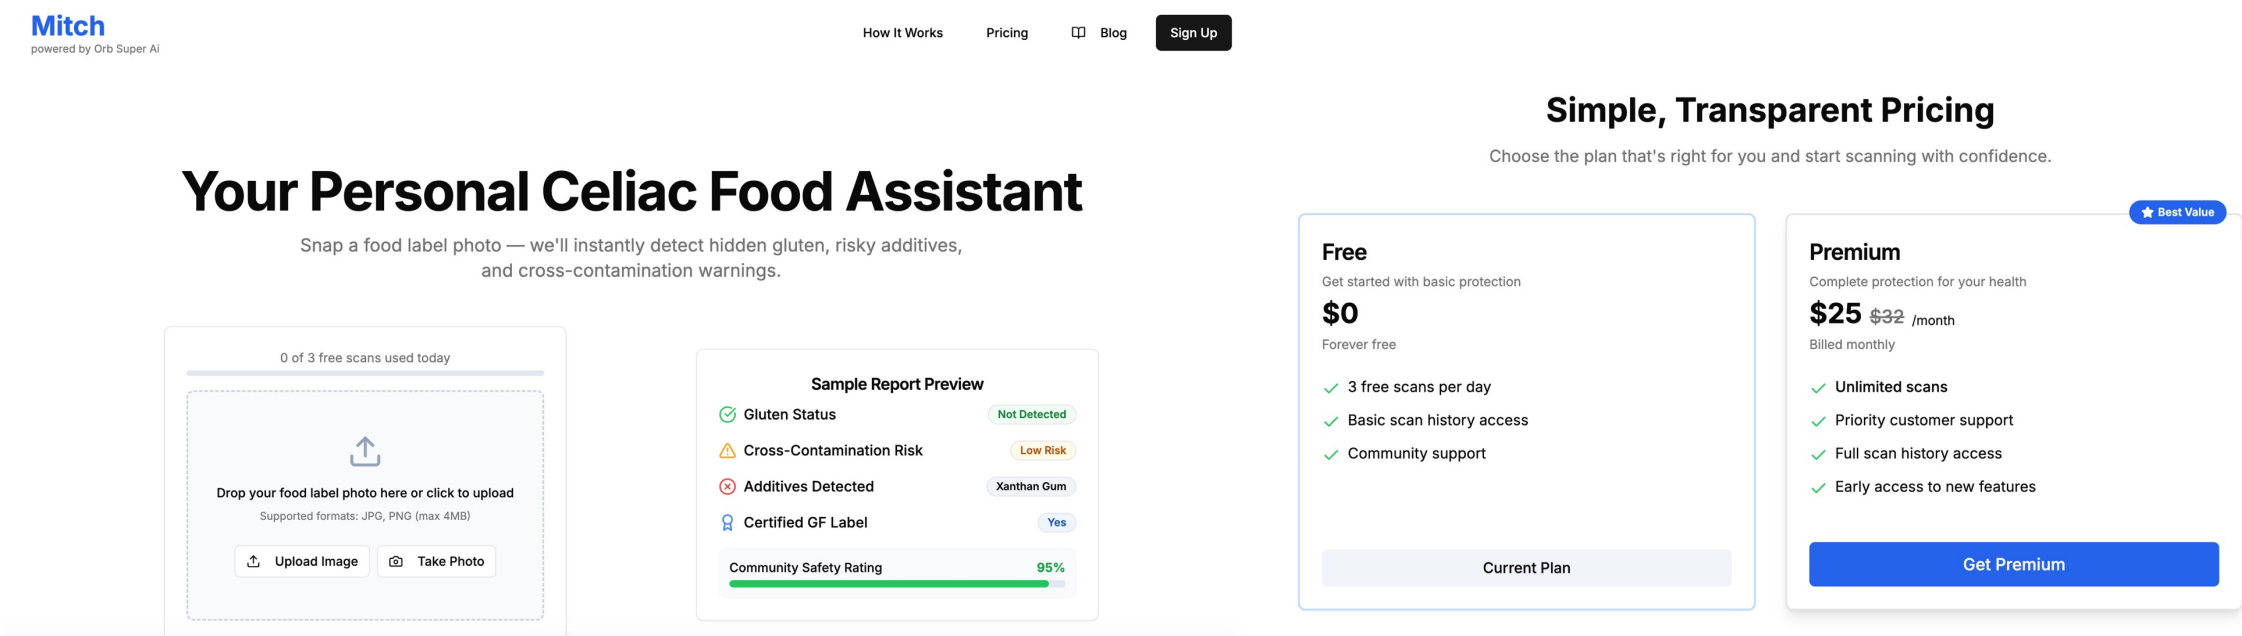 Mitch
powered by Orb Super Ai
How It Works
Pricing
Blog
Sign Up
Your Personal Celiac Food Assistant
Snap a food label photo — we'll instantly detect hidden gluten, risky additives,
and cross-contamination warnings.
0 of 3 free scans used today
Drop your food label photo here or click to upload
Supported formats: JPG, PNG (max 4MB)
Upload Image
Take Photo
Sample Report Preview
Gluten Status
Not Detected
Cross-Contamination Risk
Low Risk
Additives Detected
Xanthan Gum
Certified GF Label
Yes
Community Safety Rating
95%
Simple, Transparent Pricing
Choose the plan that's right for you and start scanning with confidence.
Free
Get started with basic protection
$0
Forever free
3 free scans per day
Basic scan history access
Community support
Current Plan
Best Value
Premium
Complete protection for your health
$25 $32 /month
Billed monthly
Unlimited scans
Priority customer support
Full scan history access
Early access to new features
Get Premium